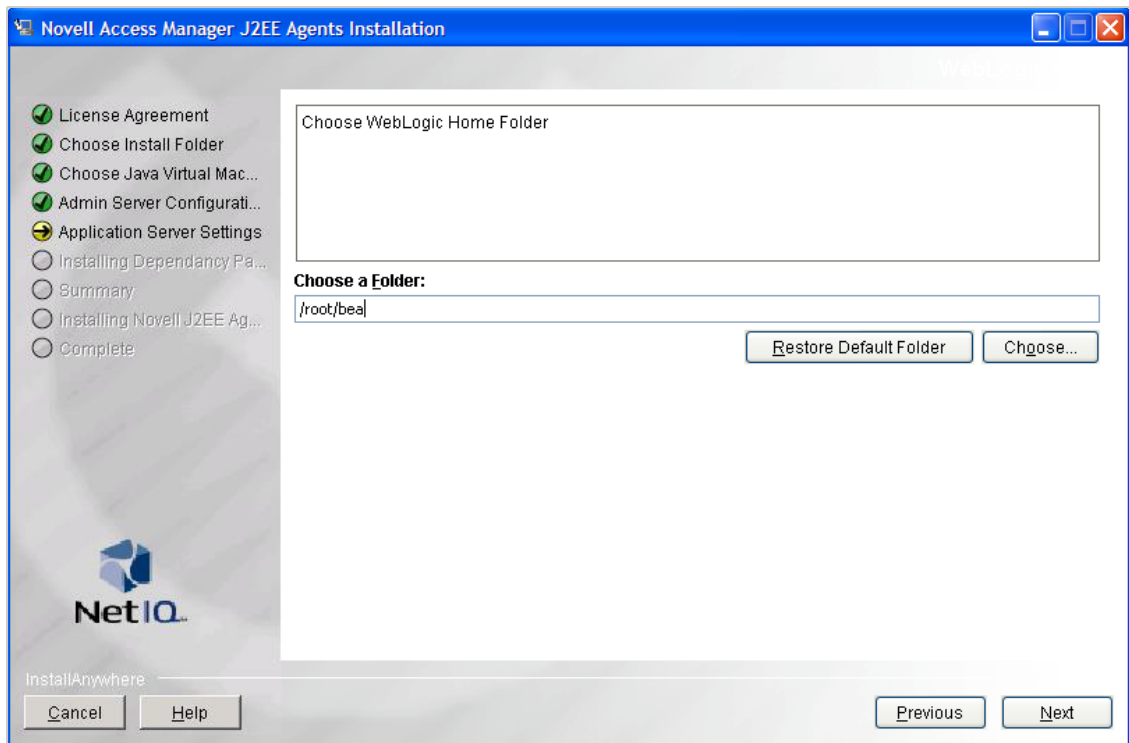 Novell Access Manager J2EE Agents Installation
License Agreement
Choose Install Folder
Choose Java Virtual Mac...
Admin Server Configurati...
Application Server Settings
Installing Dependancy Pa...
Summary
Installing Novell J2EE Ag...
Complete
Choose WebLogic Home Folder
Choose a Folder:
/root/bea
Restore Default Folder
Choose...
NetIQ
InstallAnywhere
Cancel
Help
Previous
Next